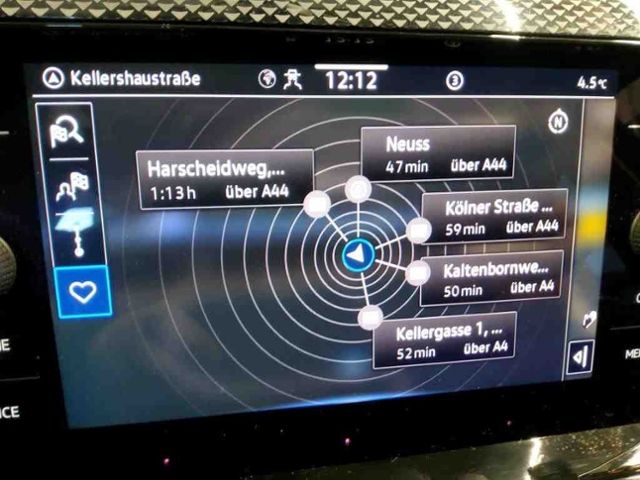 Kellershaustraße
12:12
3
4.5°C
N
Neuss
47 min über A44
Harscheidweg,...
1:13 h über A44
Kölner Straße ...
59 min über A44
Kaltenbornwe...
50 min über A4
Kellergasse 1, ...
52 min über A4